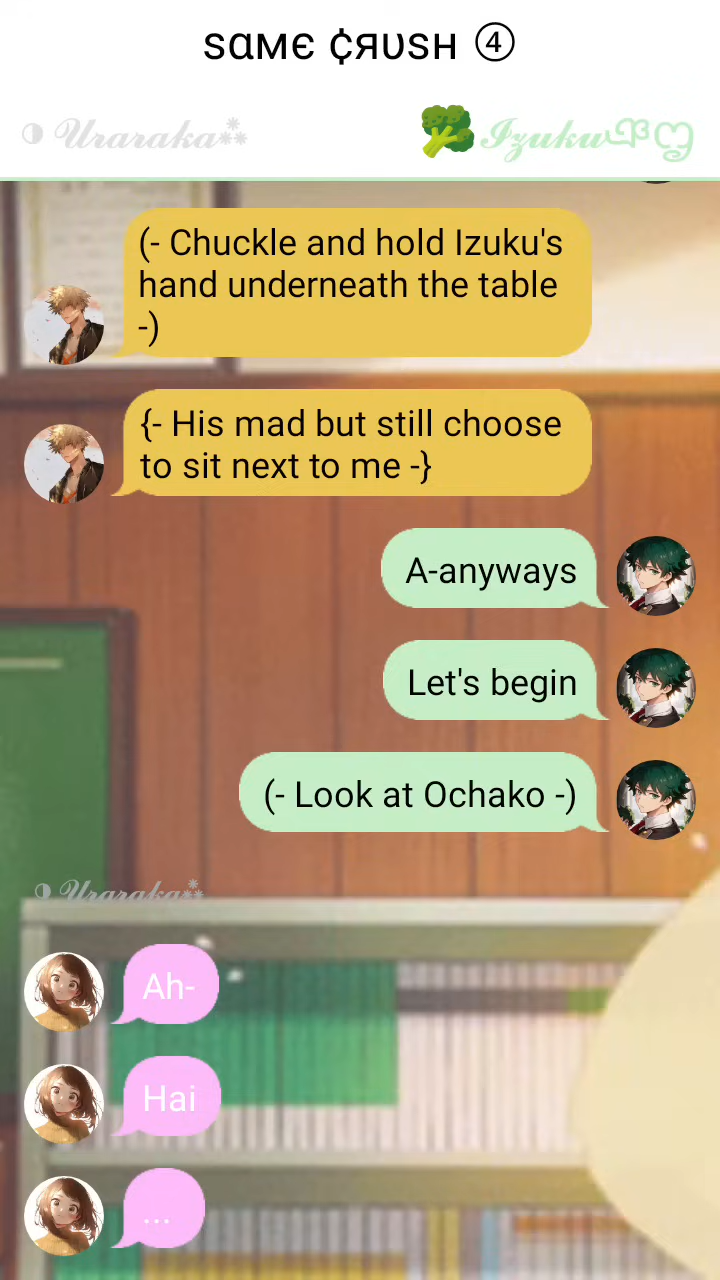 sαмє ¢яυѕн ④
◑ 𝒰𝓇𝒶𝓇𝒶𝓀𝒶⁂
🥦 𝓘𝔃𝓾𝓴𝓾
(- Chuckle and hold Izuku's
hand underneath the table
-)
{- His mad but still choose
to sit next to me -}
A-anyways
Let's begin
(- Look at Ochako -)
◑ 𝒰𝓇𝒶𝓇𝒶𝓀𝒶⁂
Ah-
Hai
...